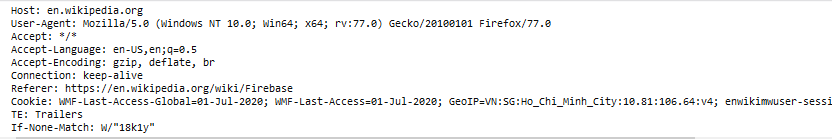 Host: en.wikipedia.org
User-Agent: Mozilla/5.0 (Windows NT 10.0; Win64; x64; rv:77.0) Gecko/20100101 Firefox/77.0
Accept: */*
Accept-Language: en-US,en;q=0.5
Accept-Encoding: gzip, deflate, br
Connection: keep-alive
Referer: https://en.wikipedia.org/wiki/Firebase
Cookie: WMF-Last-Access-Global=01-Jul-2020; WMF-Last-Access=01-Jul-2020; GeoIP=VN:SG:Ho_Chi_Minh_City:10.81:106.64:v4; enwikimwuser-sessi
TE: Trailers
If-None-Match: W/"18k1y"